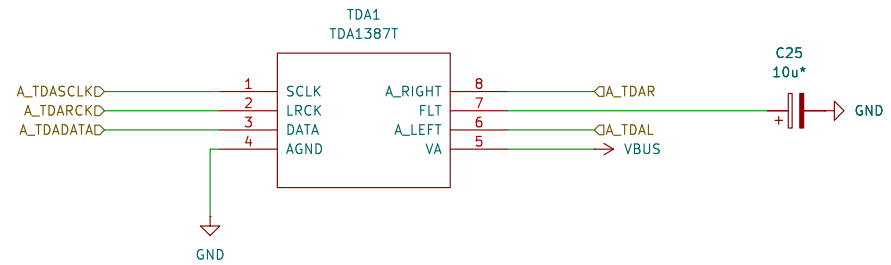 TDA1
TDA1387T
C25
10u*
A_TDASCLK 1 SCLK A_RIGHT 8 A_TDAR
A_TDARCK 2 LRCK FLT 7 + GND
A_TDADATA 3 DATA A_LEFT 6 A_TDAL
4 AGND VA 5 VBUS
GND